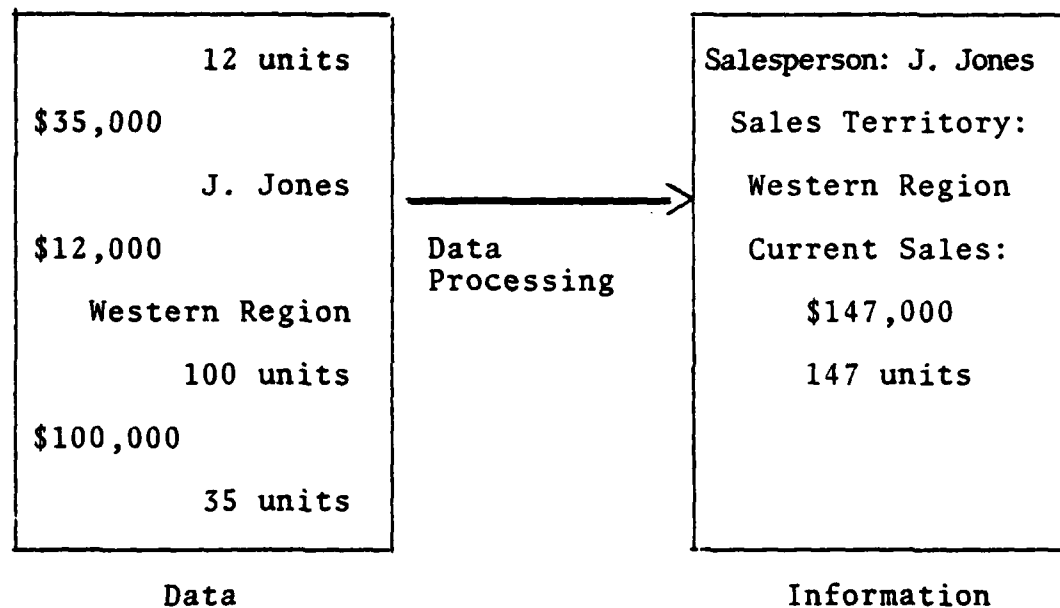 12 units
$35,000
J. Jones
$12,000
Western Region
100 units
$100,000
35 units
Data
Data
Processing
Salesperson: J. Jones
Sales Territory:
Western Region
Current Sales:
$147,000
147 units
Information